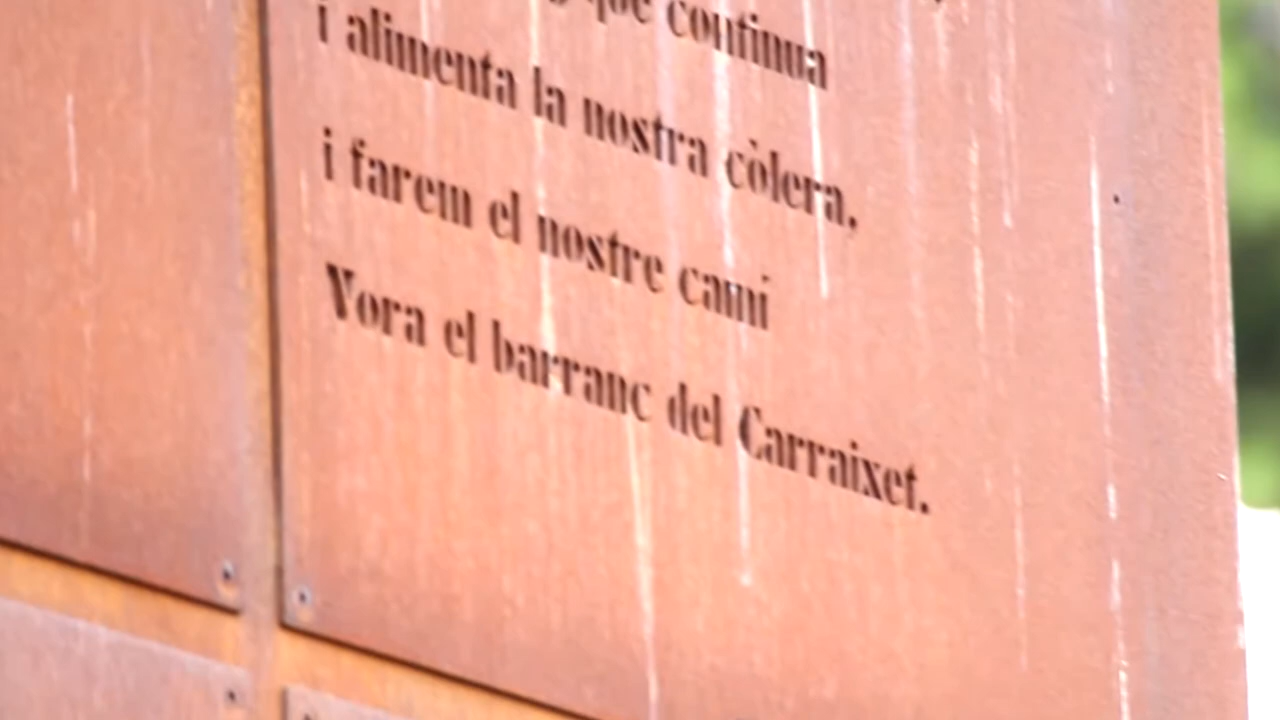 que continua
i alimenta la nostra còlera,
i farem el nostre camí
Vora el barranc del Carraixet.